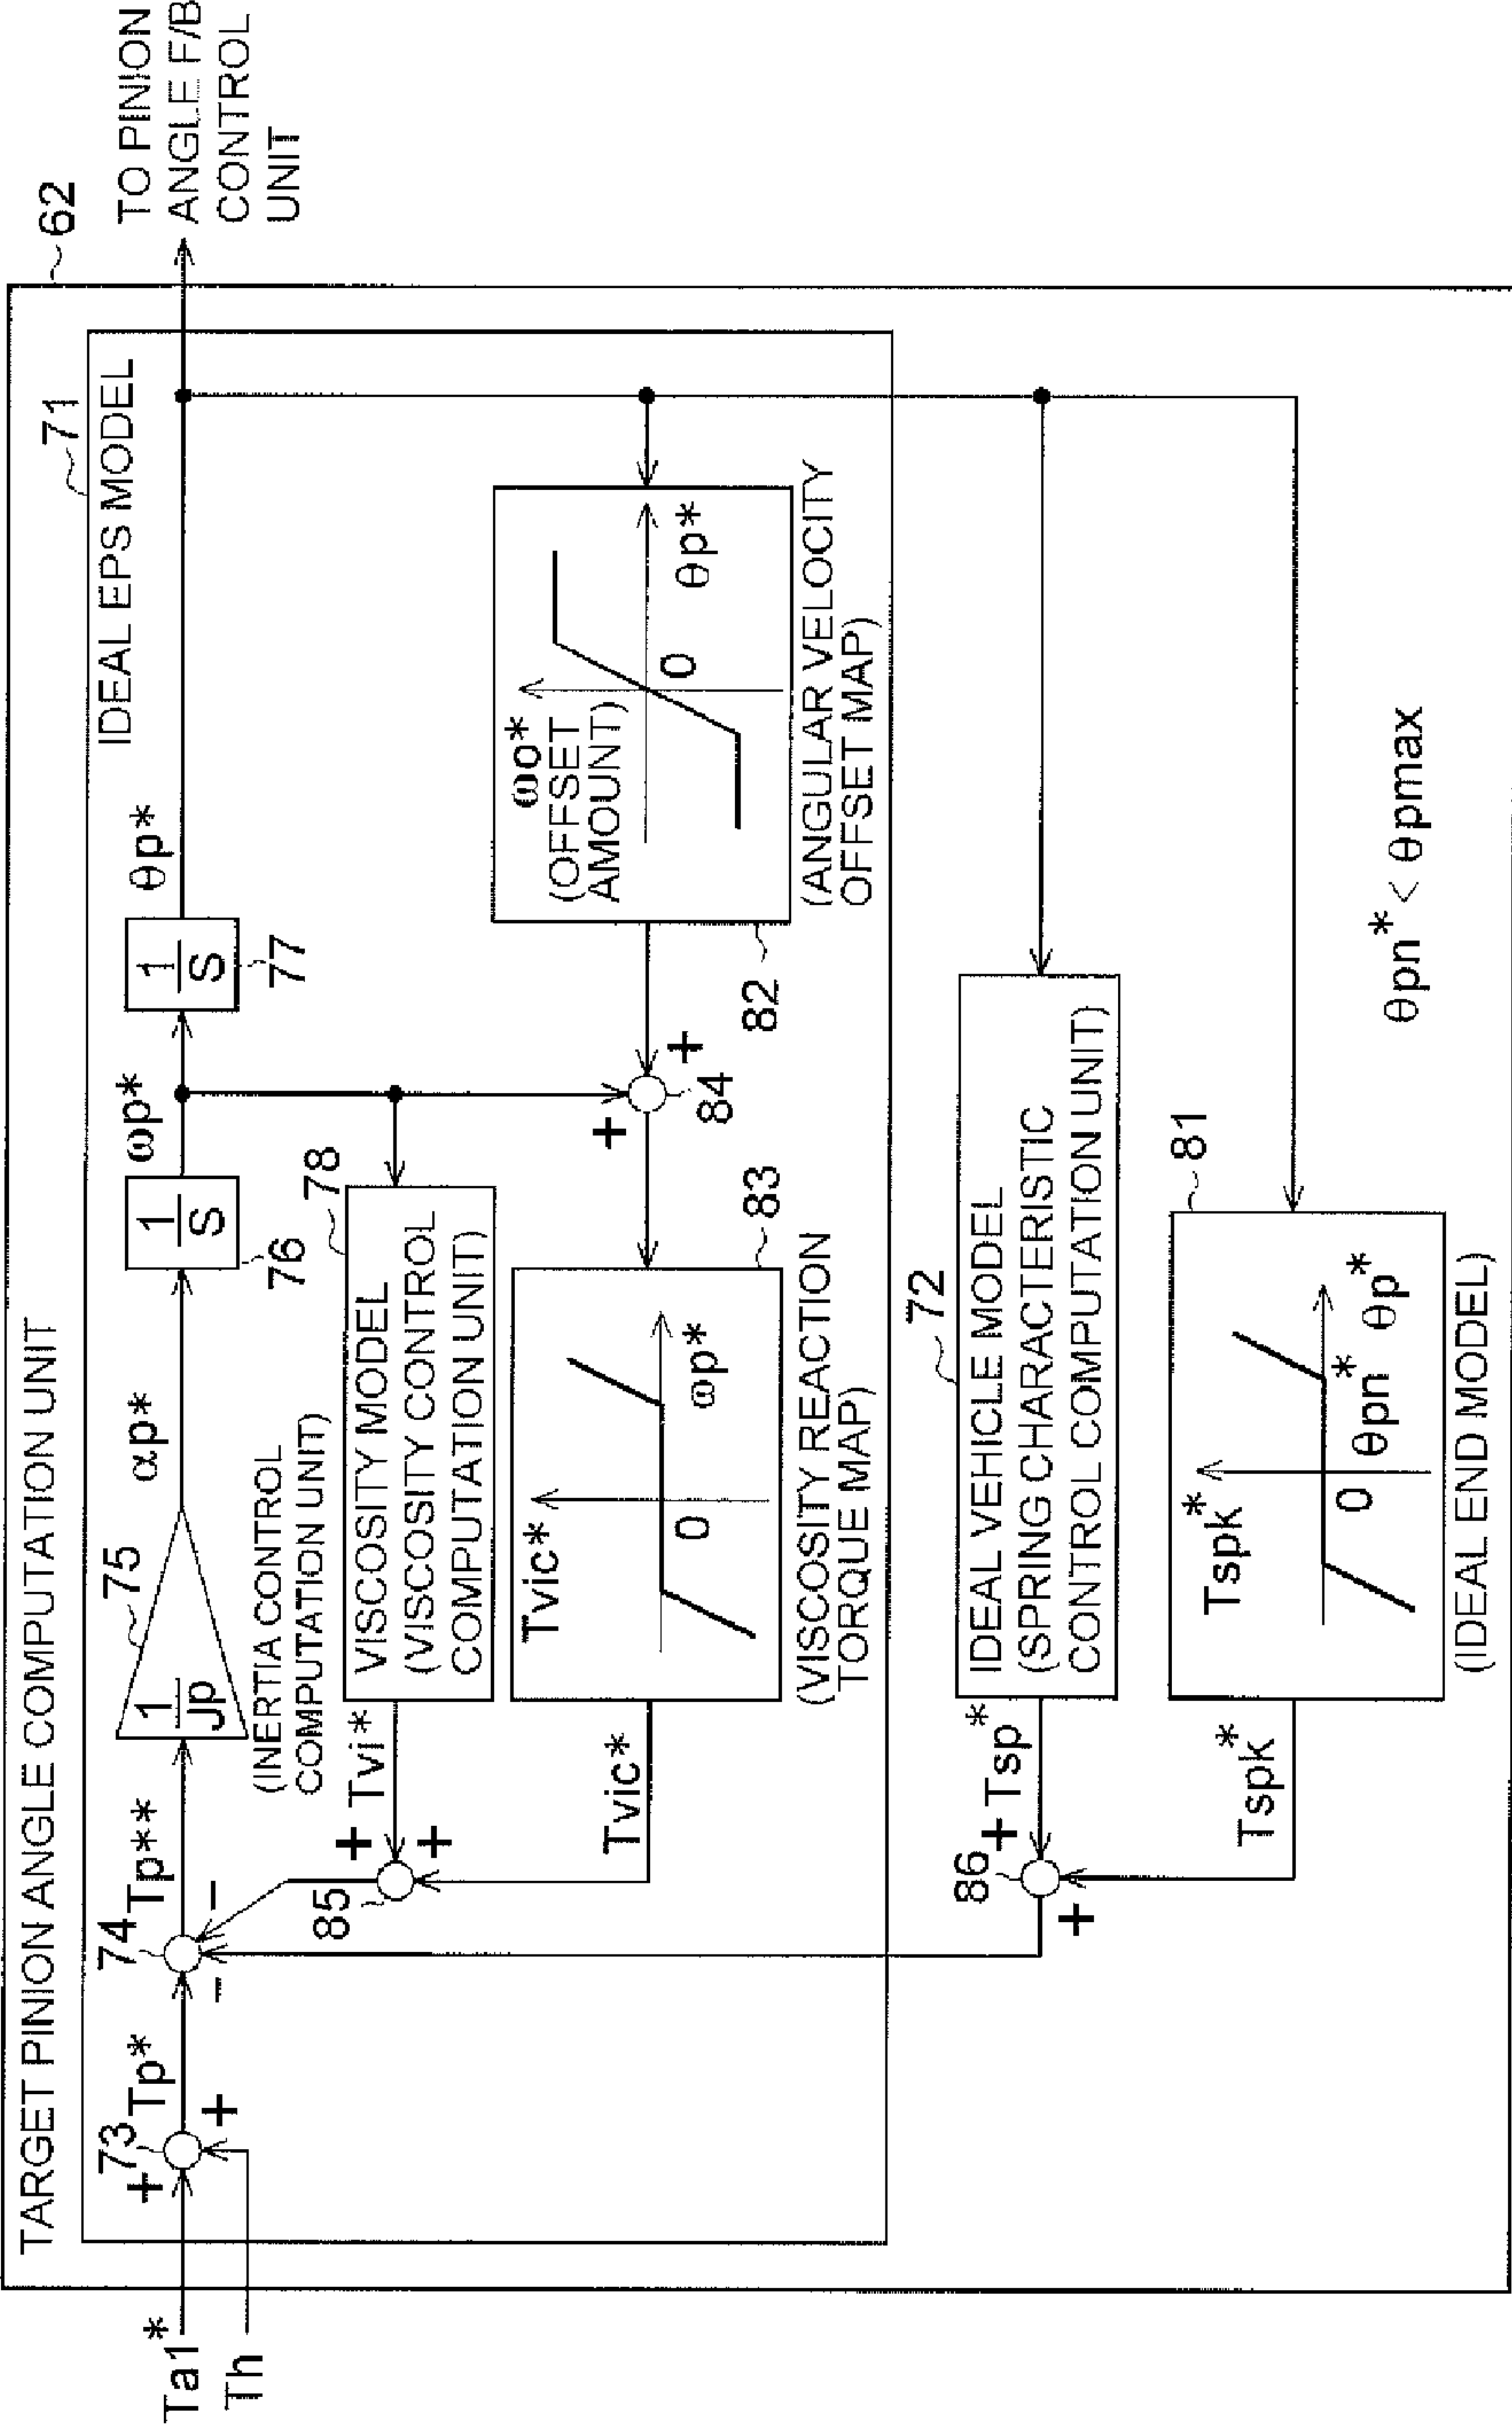 TARGET PINION ANGLE COMPUTATION UNIT
62
71
IDEAL EPS MODEL
TO PINION
ANGLE F/B
CONTROL
UNIT
Ta1*
Th
+
73
+
Tp*
74
-
-
Tp**
75
1
Jp
(INERTIA CONTROL
COMPUTATION UNIT)
αp*
1
S
76
ωp*
1
S
77
θp*
78
VISCOSITY MODEL
(VISCOSITY CONTROL
COMPUTATION UNIT)
+
Tvi*
+
85
83
Tvic*
0
ωp*
(VISCOSITY REACTION
TORQUE MAP)
Tvic*
+
+
84
82
ωo*
(OFFSET
AMOUNT)
0
θp*
(ANGULAR VELOCITY
OFFSET MAP)
72
IDEAL VEHICLE MODEL
(SPRING CHARACTERISTIC
CONTROL COMPUTATION UNIT)
86
+
Tsp*
+
81
Tspk*
0
θpn*
θp*
(IDEAL END MODEL)
Tspk*
θpn* < θpmax